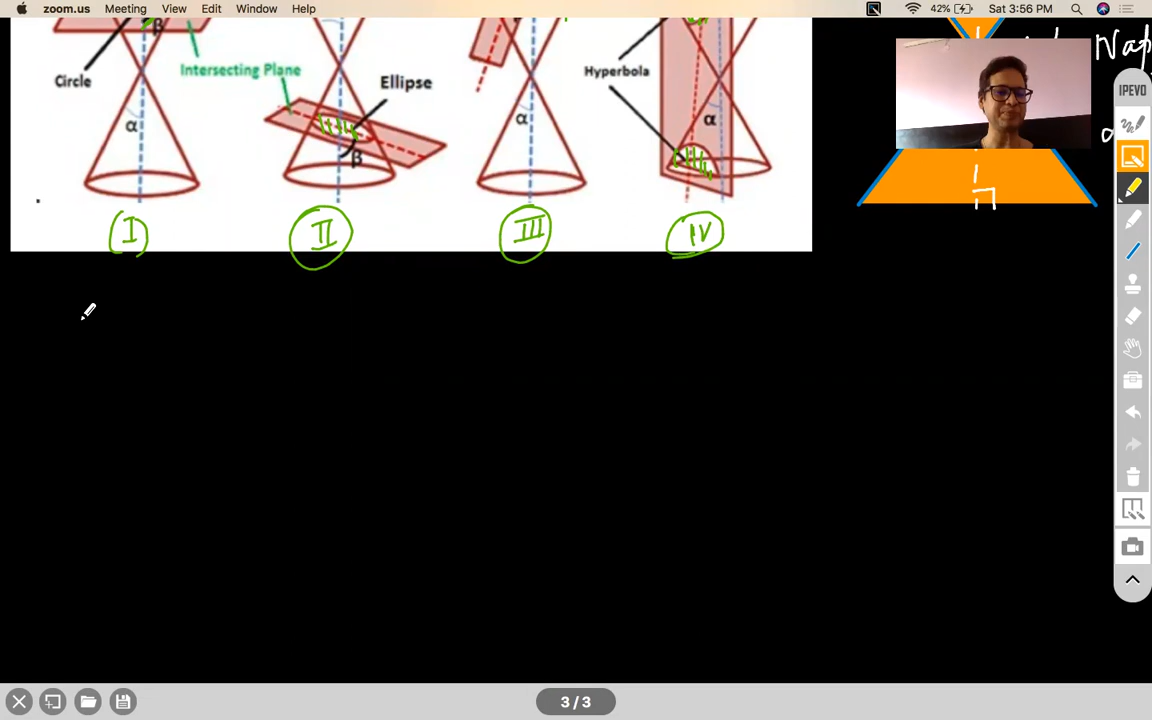 zoom.us Meeting View Edit Window Help 42% Sat 3:56 PM
β
Circle
Intersecting Plane
Ellipse
Hyperbola
IPEVO
α
β
α
α
I
II
III
IV
3/3